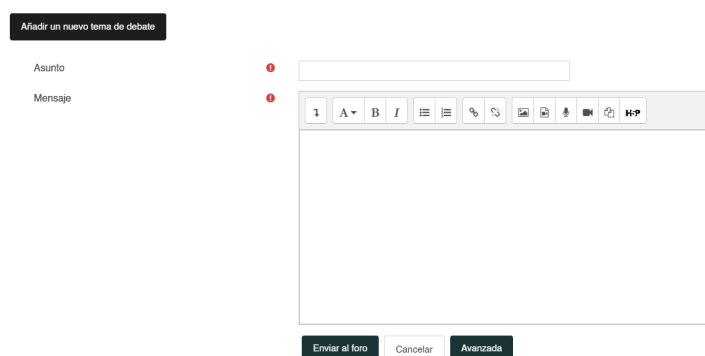 Añadir un nuevo tema de debate
Asunto
Mensaje
A B I H-P
Enviar al foro Cancelar Avanzada